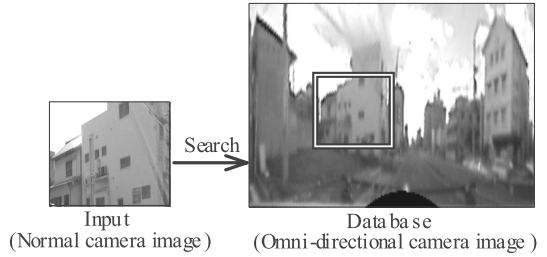 Search
Input
(Normal camera image)
Database
(Omni-directional camera image)